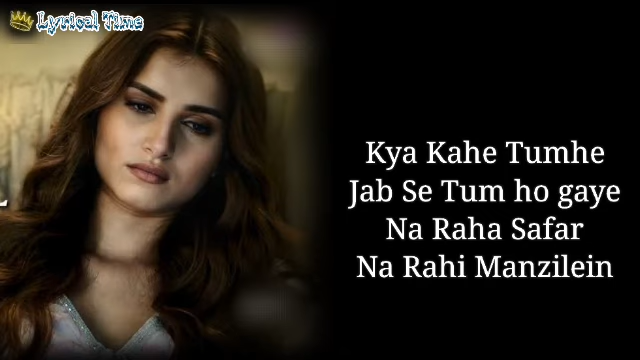 Lyrical Time
Kya Kahe Tumhe
Jab Se Tum ho gaye
Na Raha Safar
Na Rahi Manzilein